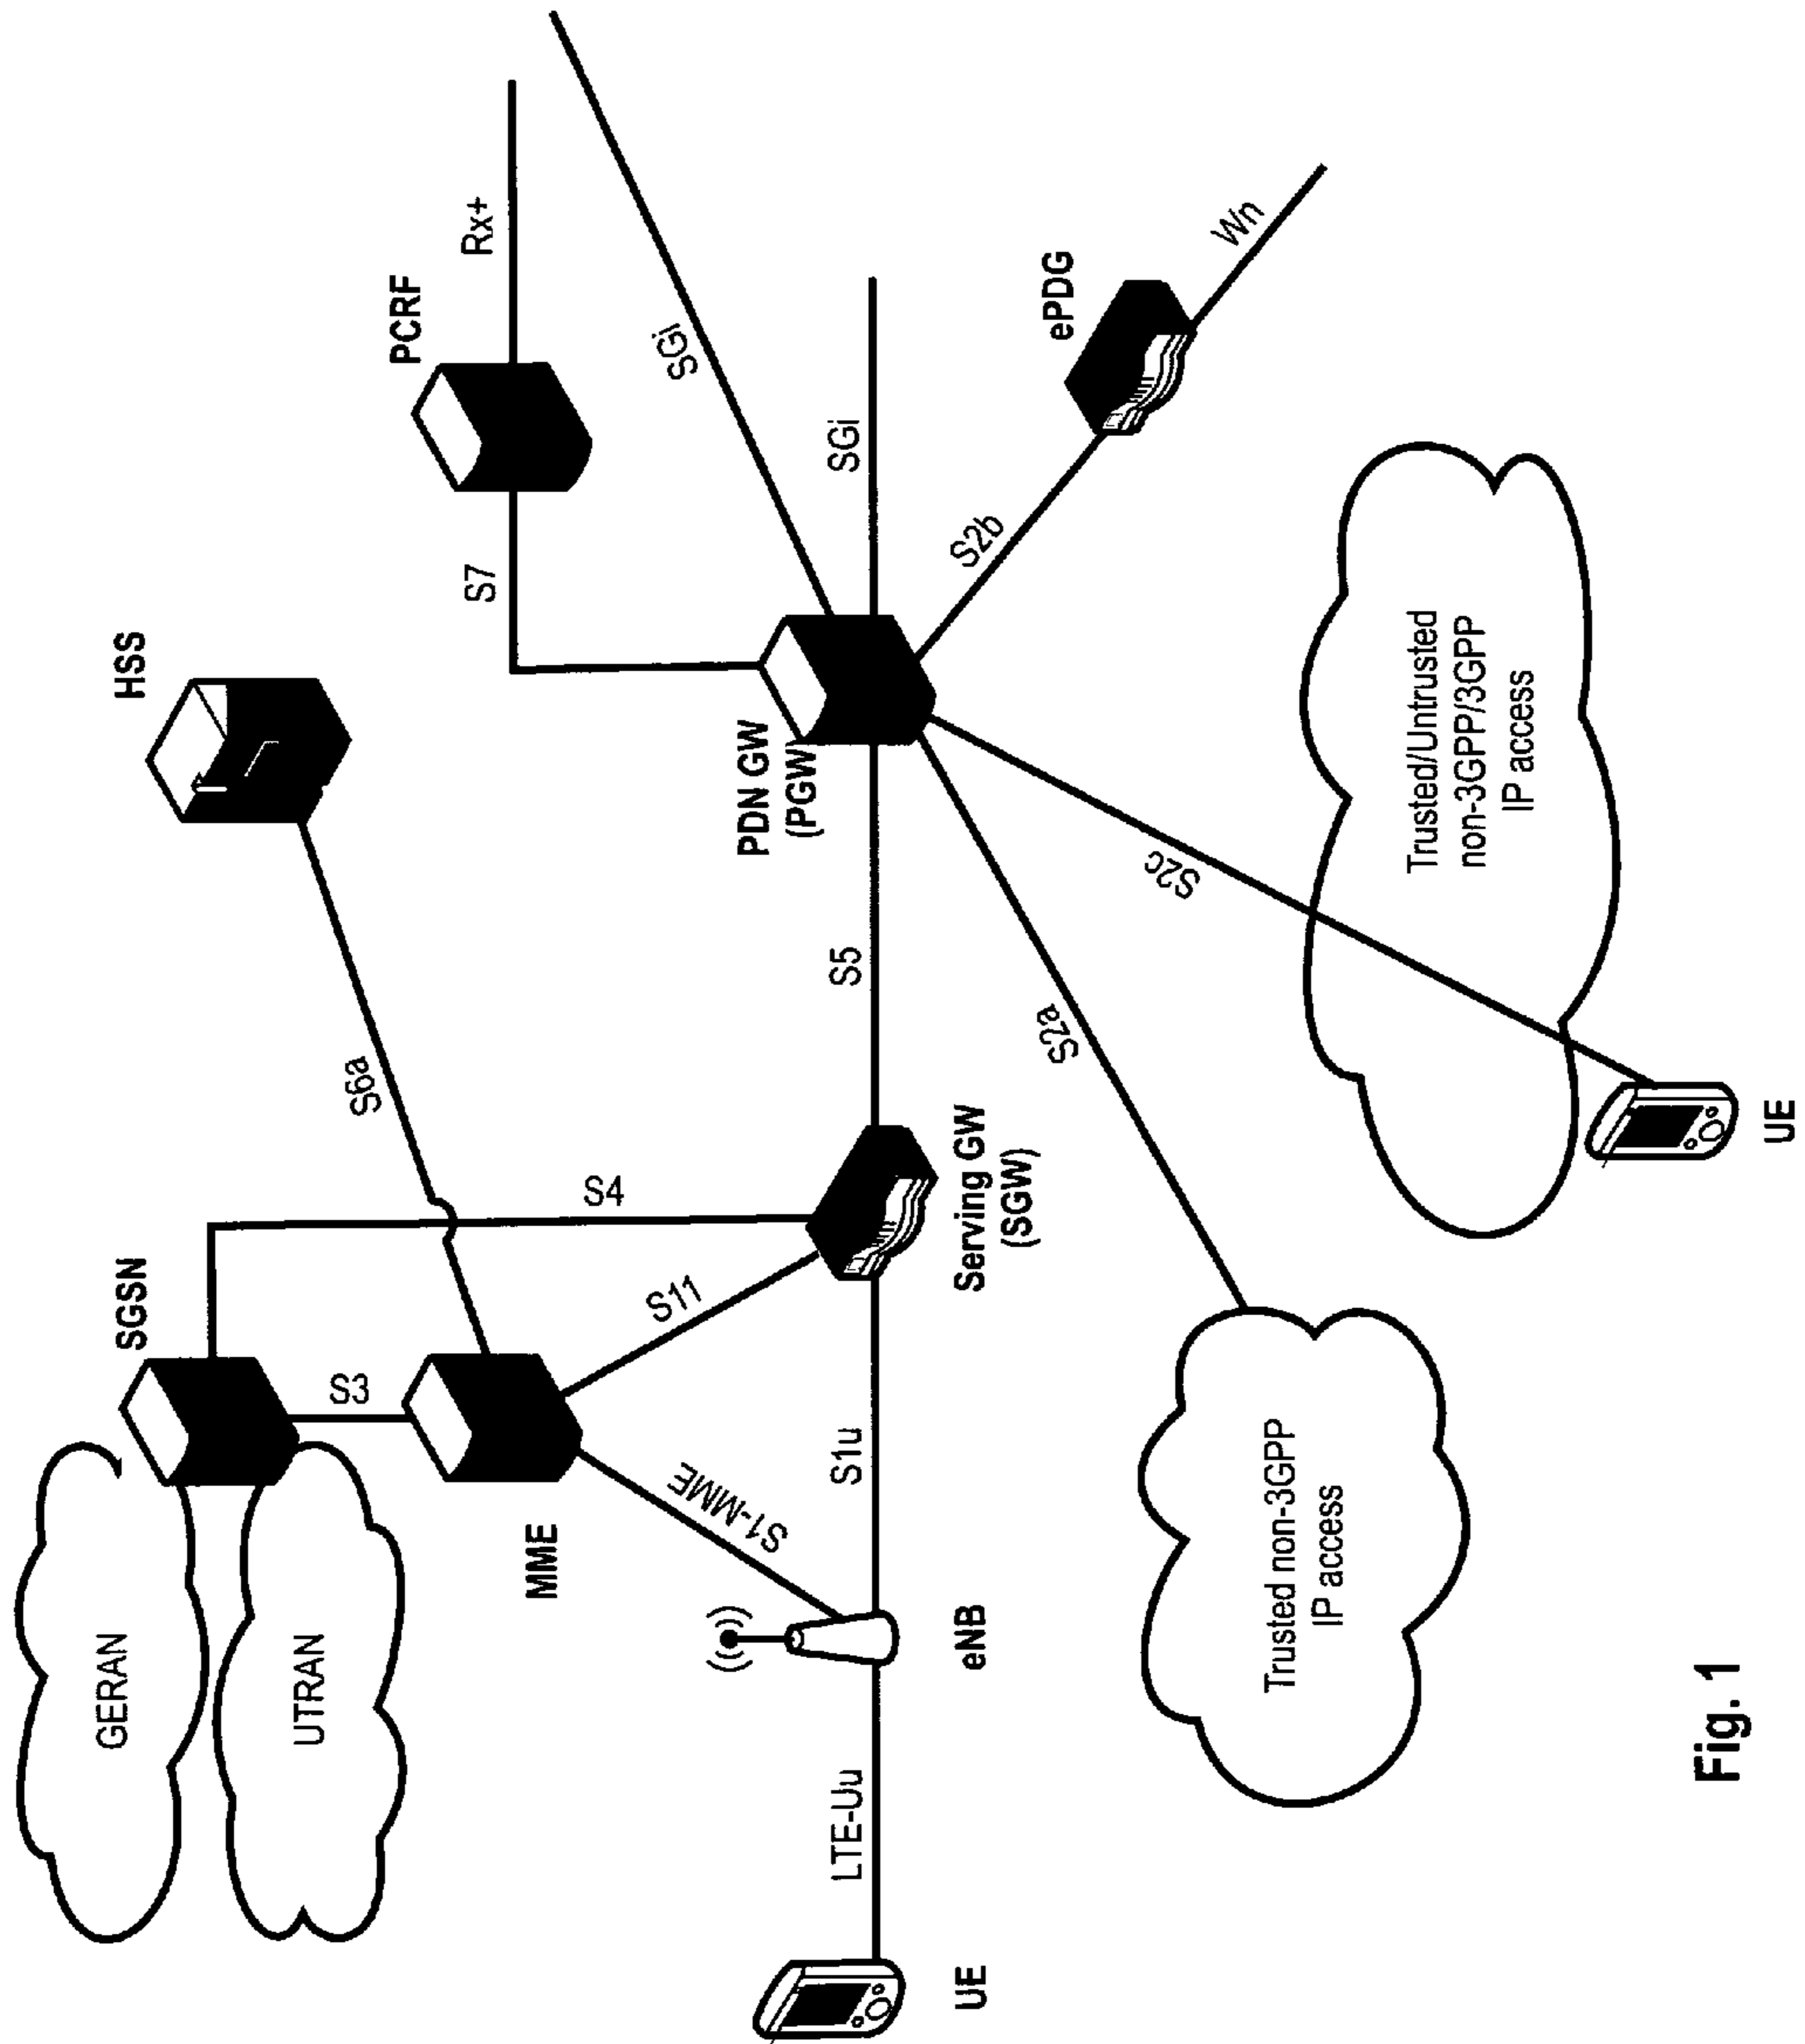 GERAN
UTRAN
SGSN
HSS
PCRF
Rx+
S3
S4
S6a
S7
SGi
MME
S11
S1-MME
PDN GW
(PGW)
SGi
LTE-Uu
S1u
S5
UE
eNB
Serving GW
(SGW)
S2a
S2c
S2b
ePDG
Wn
Trusted non-3GPP
IP access
Trusted/Untrusted
non-3GPP/3GPP
IP access
UE
Fig. 1